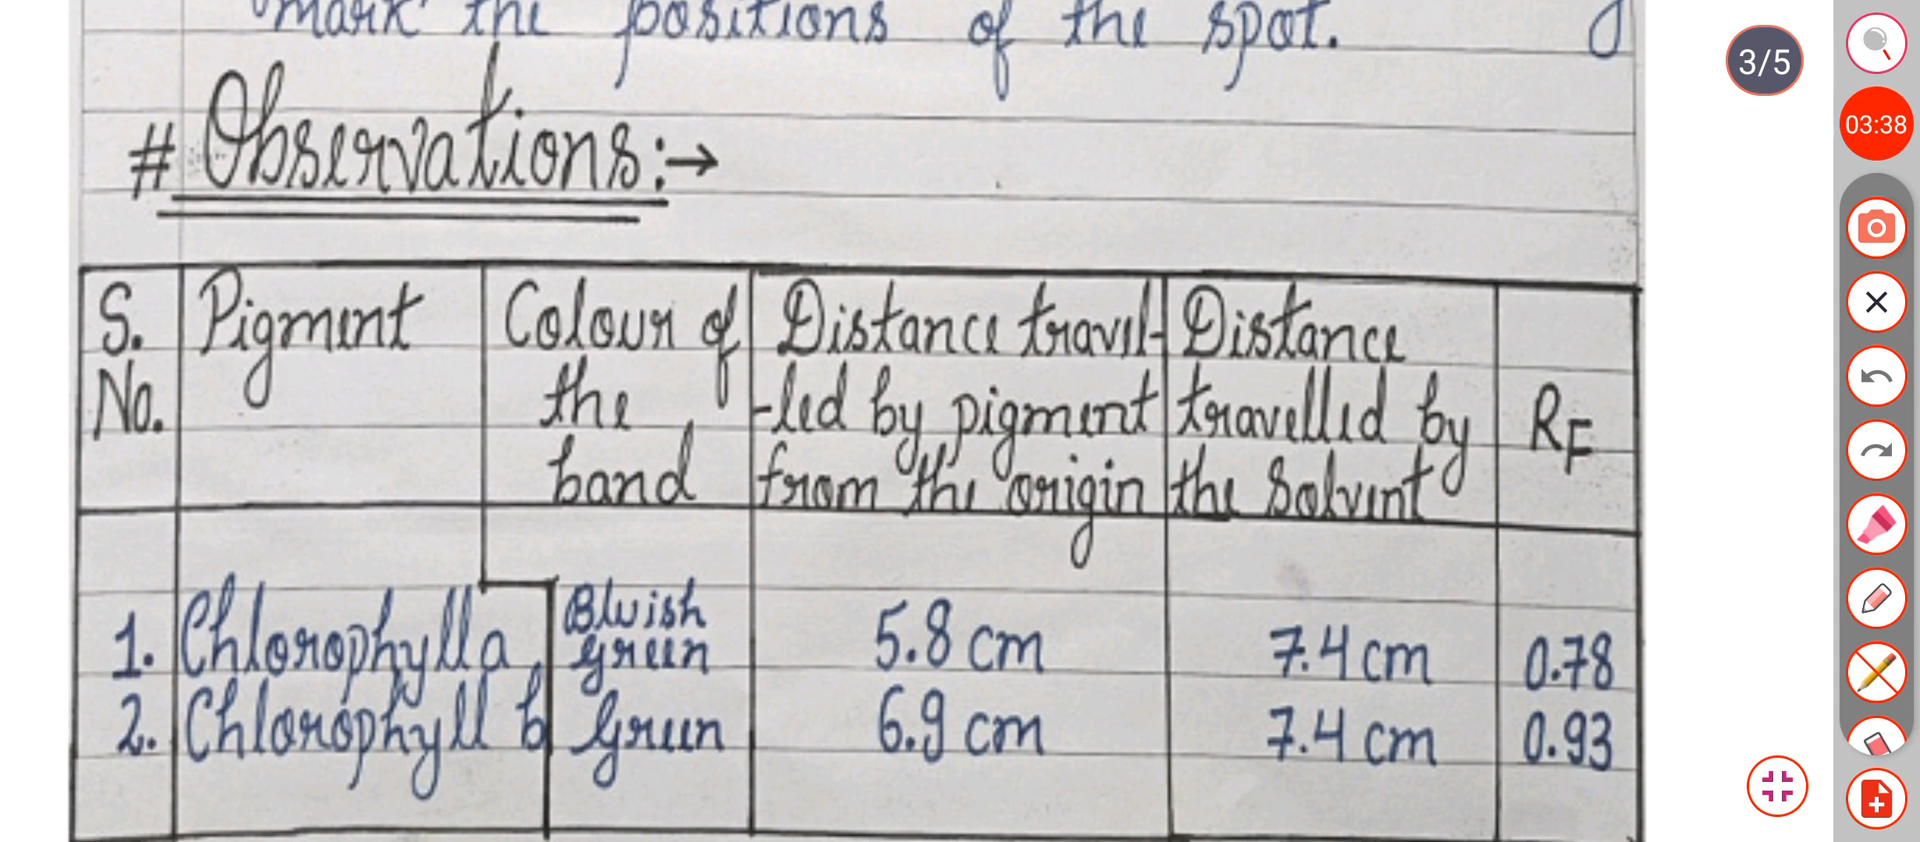 mark the positions of the spot.
# Observations:→
S. No. Pigment Colour of the band Distance travel--led by pigment from the origin Distance travelled by the Solvent RF
1. Chlorophyll a Bluish green 5.8 cm 7.4 cm 0.78
2. Chlorophyll b Green 6.9 cm 7.4 cm 0.93
3/5
03:38